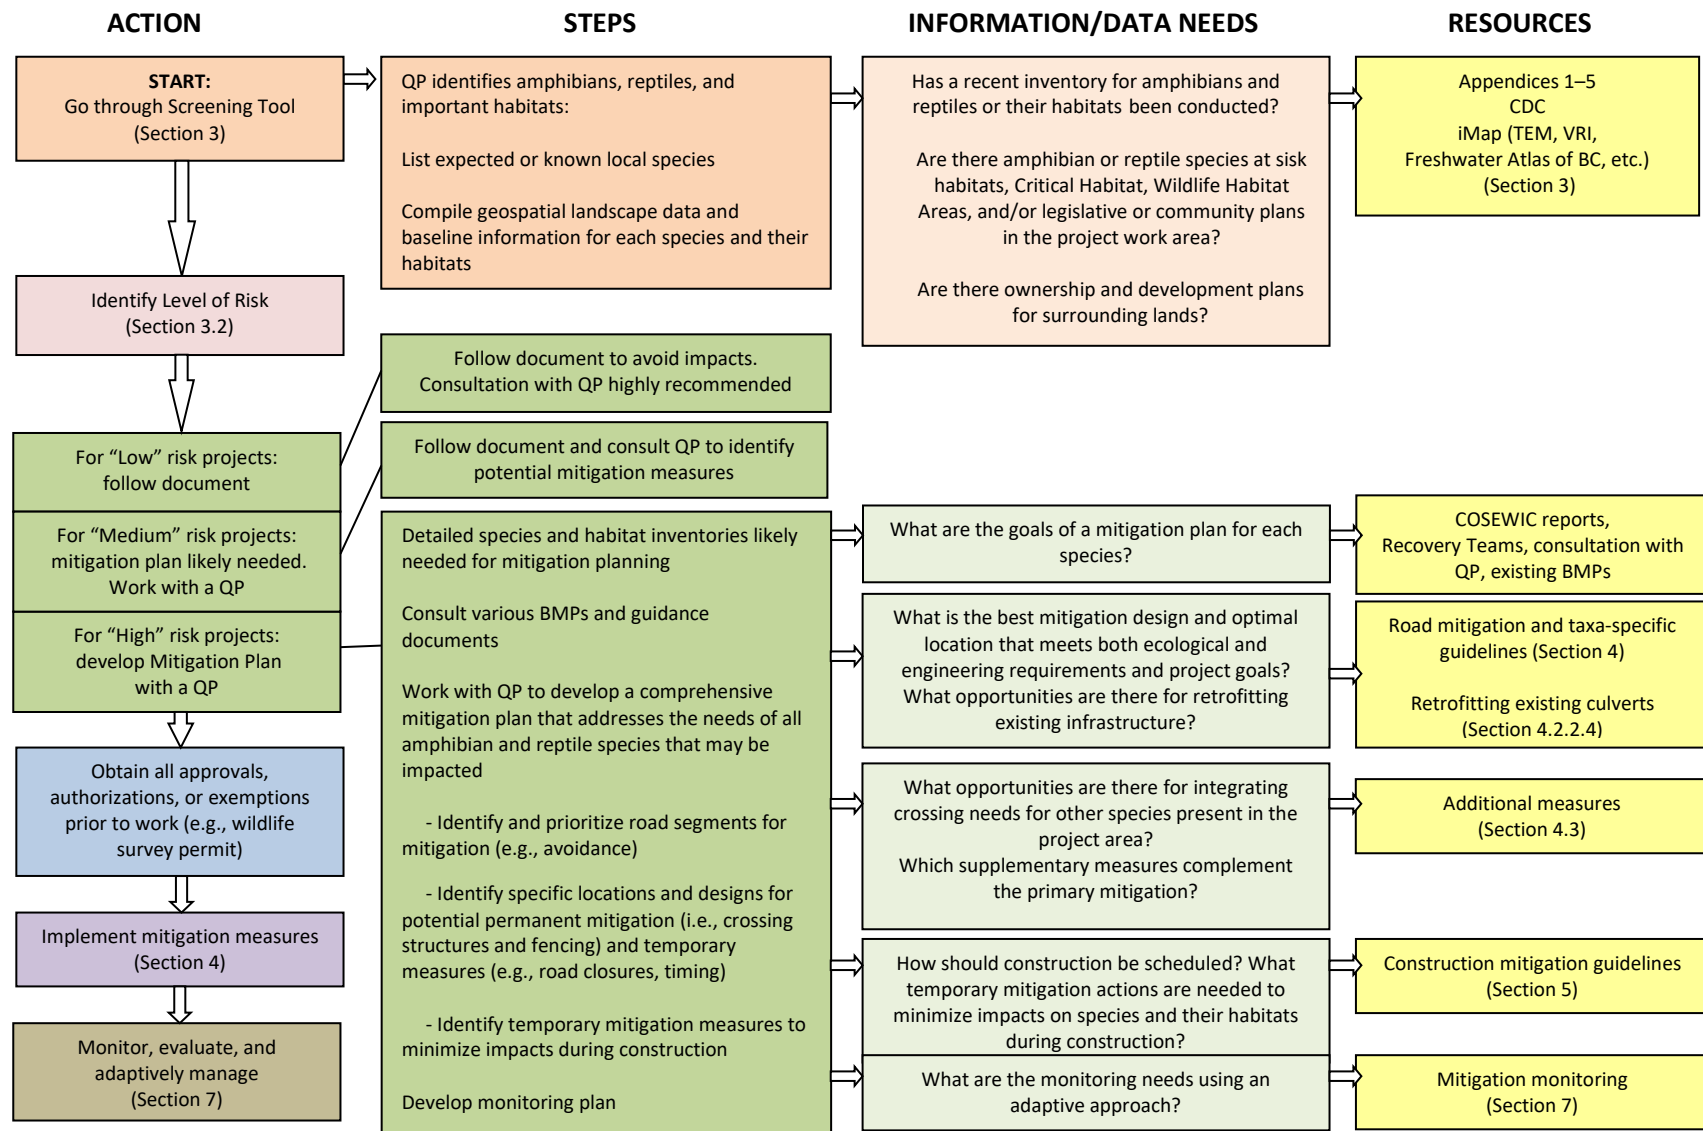 ACTION
STEPS
INFORMATION/DATA NEEDS
RESOURCES
START:
Go through Screening Tool
(Section 3)
QP identifies amphibians, reptiles, and
important habitats:
List expected or known local species
Compile geospatial landscape data and
baseline information for each species and their
habitats
Has a recent inventory for amphibians and
reptiles or their habitats been conducted?
Are there amphibian or reptile species at sisk
habitats, Critical Habitat, Wildlife Habitat
Areas, and/or legislative or community plans
in the project work area?
Are there ownership and development plans
for surrounding lands?
Appendices 1–5
CDC
iMap (TEM, VRI,
Freshwater Atlas of BC, etc.)
(Section 3)
Identify Level of Risk
(Section 3.2)
Follow document to avoid impacts.
Consultation with QP highly recommended
For “Low” risk projects:
follow document
Follow document and consult QP to identify
potential mitigation measures
For “Medium” risk projects:
mitigation plan likely needed.
Work with a QP
For “High” risk projects:
develop Mitigation Plan
with a QP
Detailed species and habitat inventories likely
needed for mitigation planning
Consult various BMPs and guidance
documents
Work with QP to develop a comprehensive
mitigation plan that addresses the needs of all
amphibian and reptile species that may be
impacted
- Identify and prioritize road segments for
mitigation (e.g., avoidance)
- Identify specific locations and designs for
potential permanent mitigation (i.e., crossing
structures and fencing) and temporary
measures (e.g., road closures, timing)
- Identify temporary mitigation measures to
minimize impacts during construction
Develop monitoring plan
What are the goals of a mitigation plan for each
species?
COSEWIC reports,
Recovery Teams, consultation with
QP, existing BMPs
What is the best mitigation design and optimal
location that meets both ecological and
engineering requirements and project goals?
What opportunities are there for retrofitting
existing infrastructure?
Road mitigation and taxa-specific
guidelines (Section 4)
Retrofitting existing culverts
(Section 4.2.2.4)
What opportunities are there for integrating
crossing needs for other species present in the
project area?
Which supplementary measures complement
the primary mitigation?
Additional measures
(Section 4.3)
How should construction be scheduled? What
temporary mitigation actions are needed to
minimize impacts on species and their habitats
during construction?
Construction mitigation guidelines
(Section 5)
What are the monitoring needs using an
adaptive approach?
Mitigation monitoring
(Section 7)
Obtain all approvals,
authorizations, or exemptions
prior to work (e.g., wildlife
survey permit)
Implement mitigation measures
(Section 4)
Monitor, evaluate, and
adaptively manage
(Section 7)